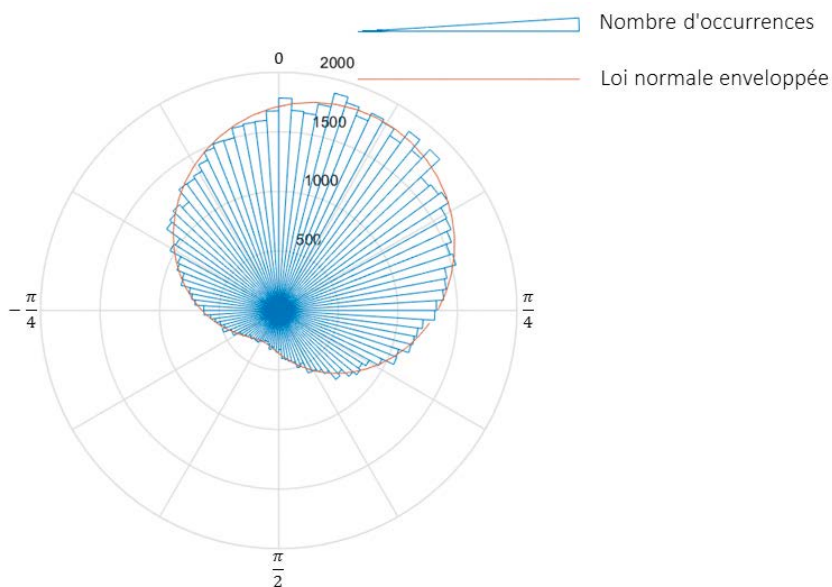 Nombre d'occurrences
Loi normale enveloppée
0
2000
1500
1000
500
−π/4
π/4
π/2